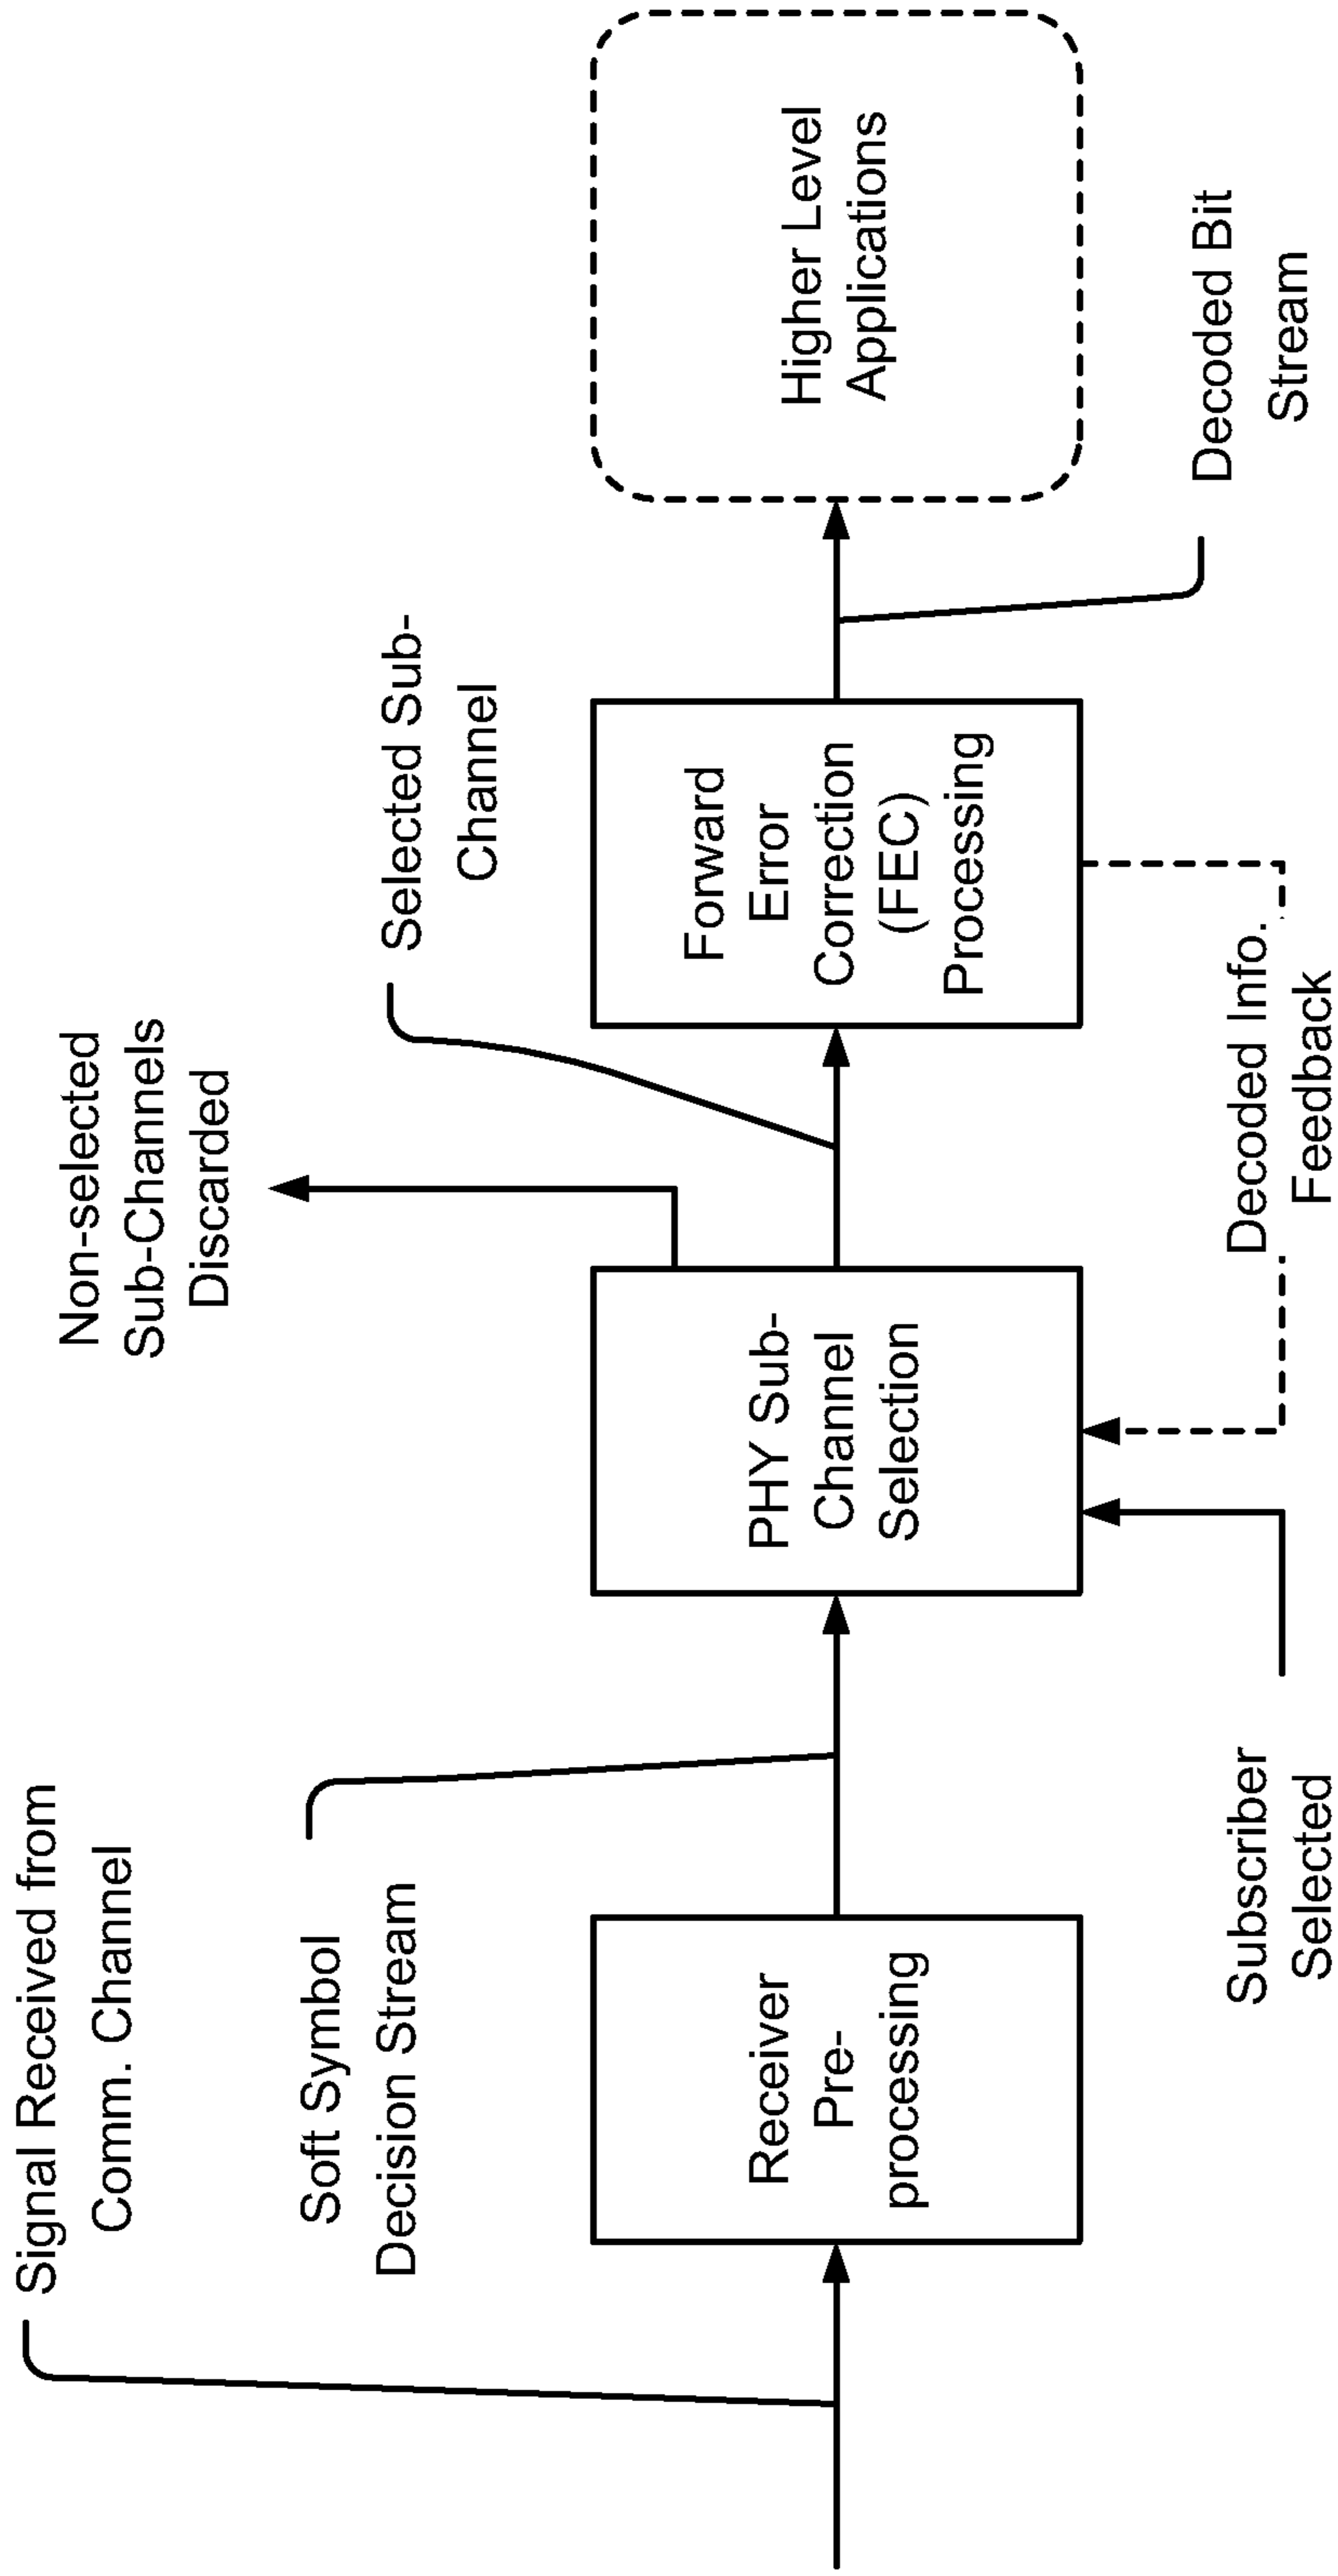 Signal Received from
Comm. Channel
Soft Symbol
Decision Stream
Non-selected
Sub-Channels
Discarded
Selected Sub-
Channel
Receiver
Pre-
processing
PHY Sub-
Channel
Selection
Forward
Error
Correction
(FEC)
Processing
Higher Level
Applications
Subscriber
Selected
Decoded Info.
Feedback
Decoded Bit
Stream